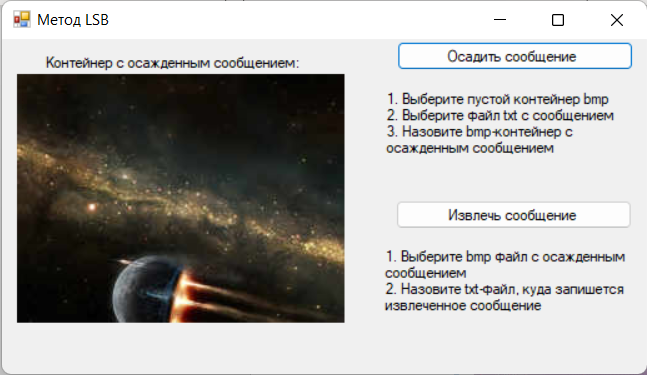 Метод LSB
Контейнер с осажденным сообщением:
Осадить сообщение
1. Выберите пустой контейнер bmp
2. Выберите файл txt с сообщением
3. Назовите bmp-контейнер с
осажденным сообщением
Извлечь сообщение
1. Выберите bmp файл с осажденным
сообщением
2. Назовите txt-файл, куда запишется
извлеченное сообщение